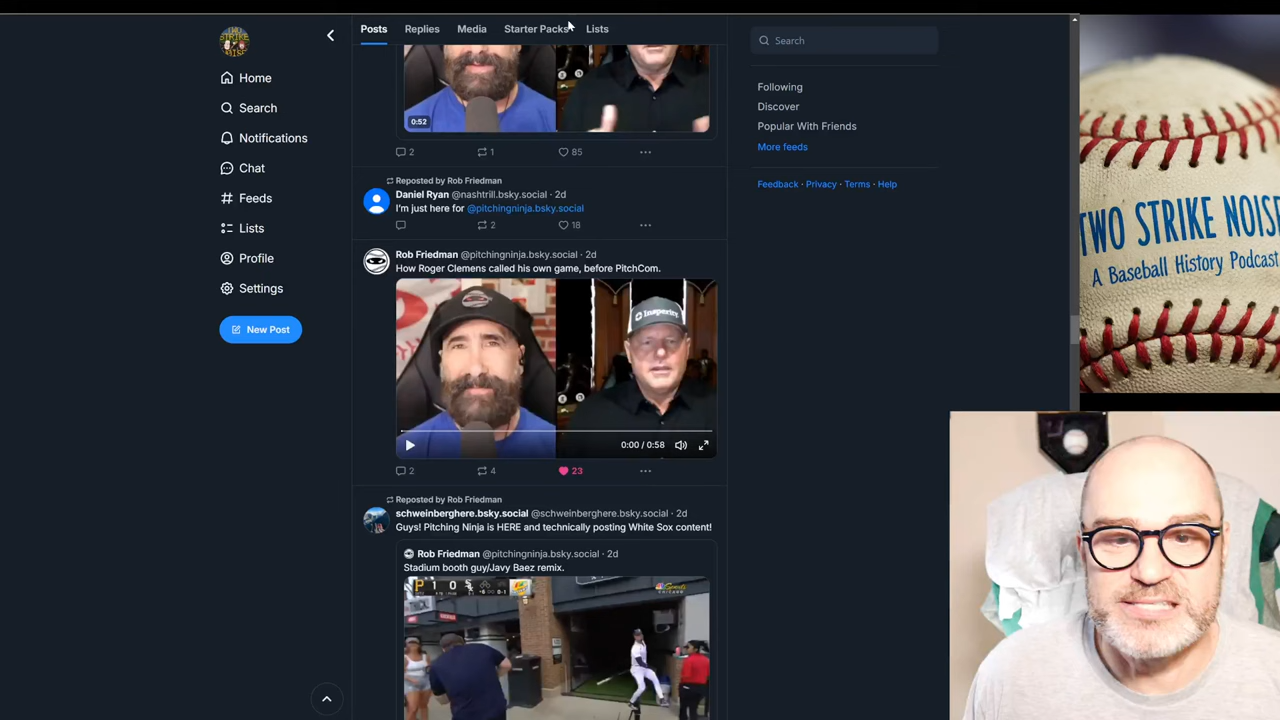 Posts Replies Media Starter Packs Lists
Search
Home
Search
Notifications
Chat
Feeds
Lists
Profile
Settings
New Post
0:52
2 1 85
Reposted by Rob Friedman
Daniel Ryan @nashtrill.bsky.social · 2d
I'm just here for @pitchingninja.bsky.social
2 18
Rob Friedman @pitchingninja.bsky.social · 2d
How Roger Clemens called his own game, before PitchCom.
Insperity
0:00 / 0:58
2 4 23
Reposted by Rob Friedman
schweinberghere.bsky.social @schweinberghere.bsky.social · 2d
Guys! Pitching Ninja is HERE and technically posting White Sox content!
Rob Friedman @pitchingninja.bsky.social · 2d
Stadium booth guy/Javy Baez remix.
1 0
Following
Discover
Popular With Friends
More feeds
Feedback · Privacy · Terms · Help
TWO STRIKE NOISE
A Baseball History Podcast